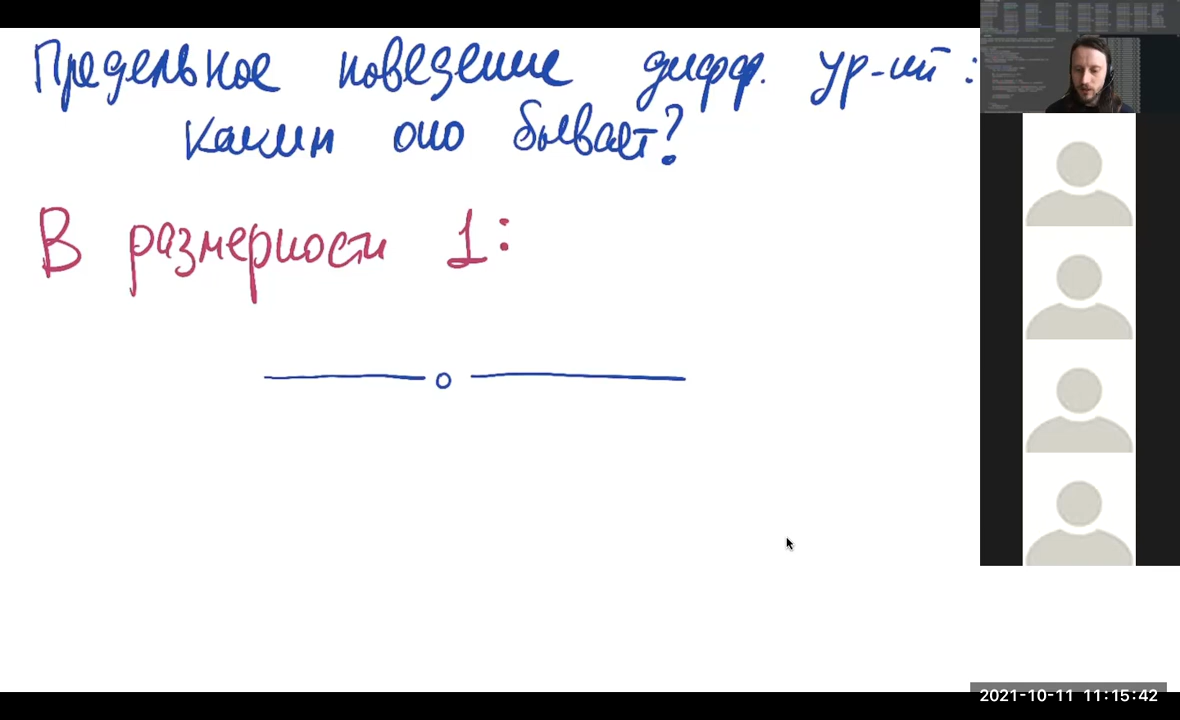 Предельное поведение дифф. ур-ий:
каким оно бывает?
В размерности 1:
2021-10-11 11:15:42